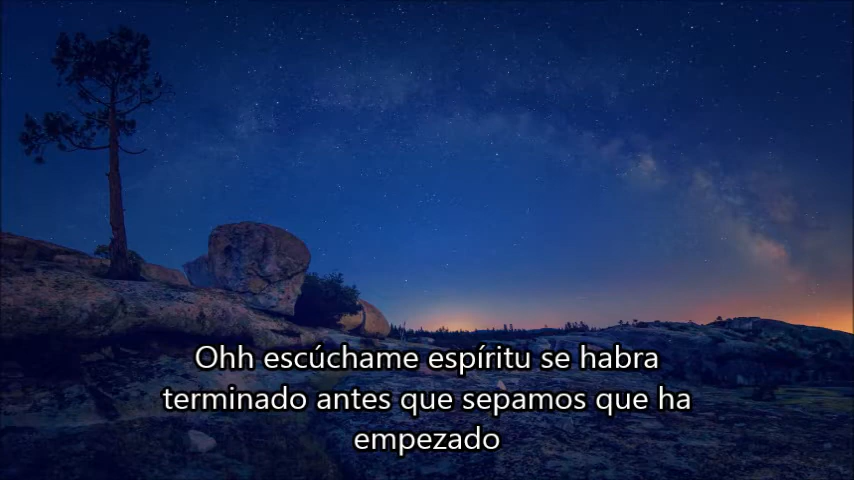 Ohh escúchame espíritu se habra
terminado antes que sepamos que ha
empezado